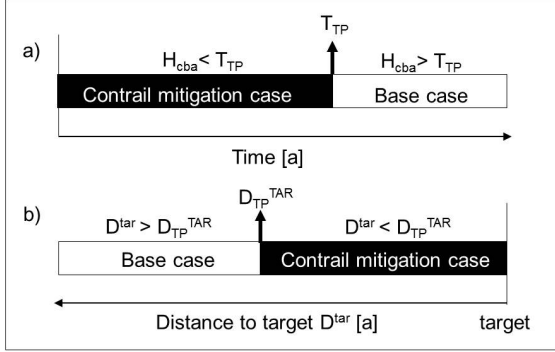 a)
T_TP
H_cba < T_TP
H_cba > T_TP
Contrail mitigation case
Base case
Time [a]
b)
D_TP^TAR
D^tar > D_TP^TAR
D^tar < D_TP^TAR
Base case
Contrail mitigation case
Distance to target D^tar [a]
target